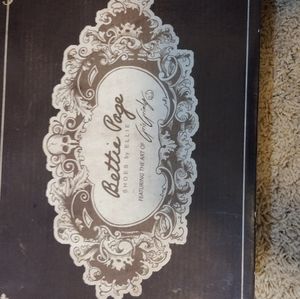 Bettie Page
SHOES by ELLIE
FEATURING THE ART OF